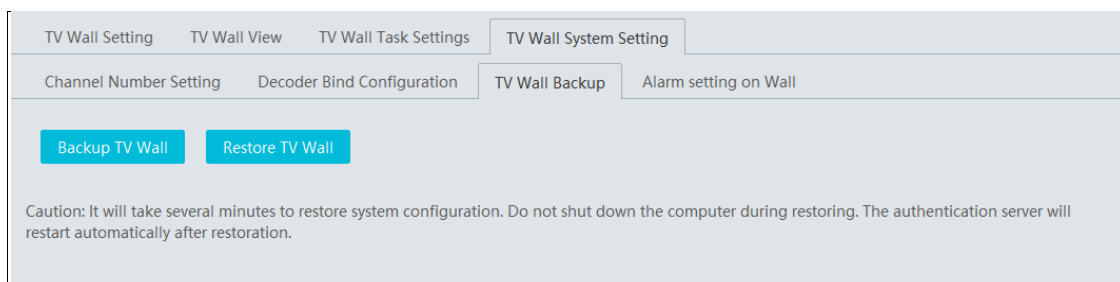 TV Wall Setting TV Wall View TV Wall Task Settings TV Wall System Setting
Channel Number Setting Decoder Bind Configuration TV Wall Backup Alarm setting on Wall
Backup TV Wall Restore TV Wall
Caution: It will take several minutes to restore system configuration. Do not shut down the computer during restoring. The authentication server will
restart automatically after restoration.